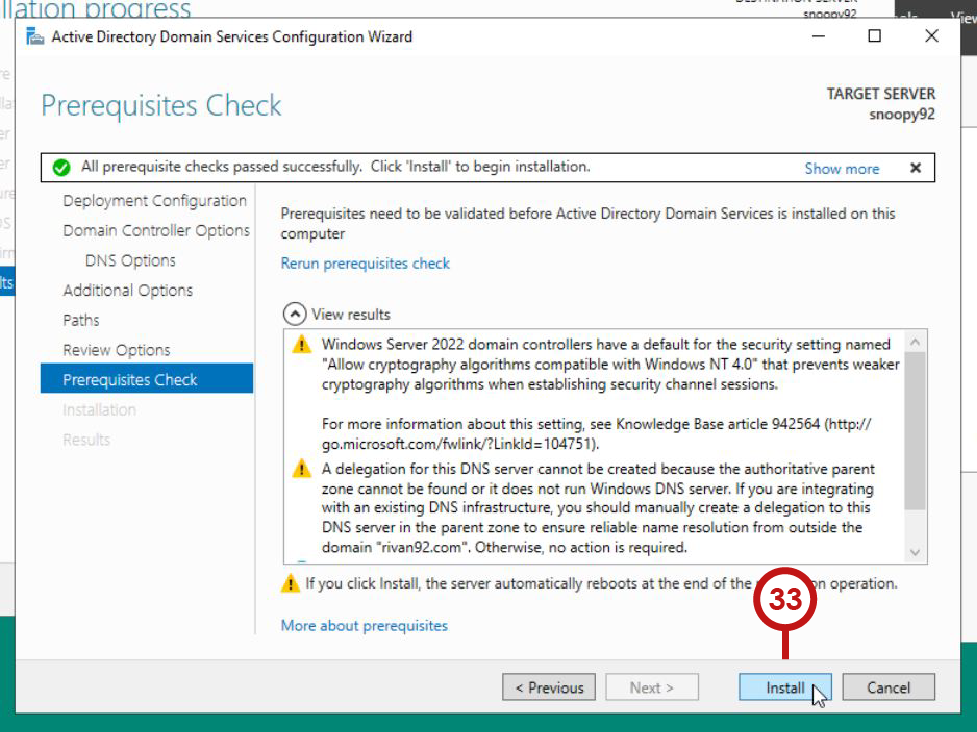 llation progress
snoopy92
View
Active Directory Domain Services Configuration Wizard
Prerequisites Check
TARGET SERVER
snoopy92
All prerequisite checks passed successfully. Click 'Install' to begin installation.
Show more
Deployment Configuration
Domain Controller Options
DNS Options
Additional Options
Paths
Review Options
Prerequisites Check
Installation
Results
Prerequisites need to be validated before Active Directory Domain Services is installed on this
computer
Rerun prerequisites check
View results
Windows Server 2022 domain controllers have a default for the security setting named
"Allow cryptography algorithms compatible with Windows NT 4.0" that prevents weaker
cryptography algorithms when establishing security channel sessions.
For more information about this setting, see Knowledge Base article 942564 (http://
go.microsoft.com/fwlink/?LinkId=104751).
A delegation for this DNS server cannot be created because the authoritative parent
zone cannot be found or it does not run Windows DNS server. If you are integrating
with an existing DNS infrastructure, you should manually create a delegation to this
DNS server in the parent zone to ensure reliable name resolution from outside the
domain "rivan92.com". Otherwise, no action is required.
If you click Install, the server automatically reboots at the end of the operation.
33
More about prerequisites
< Previous
Next >
Install
Cancel